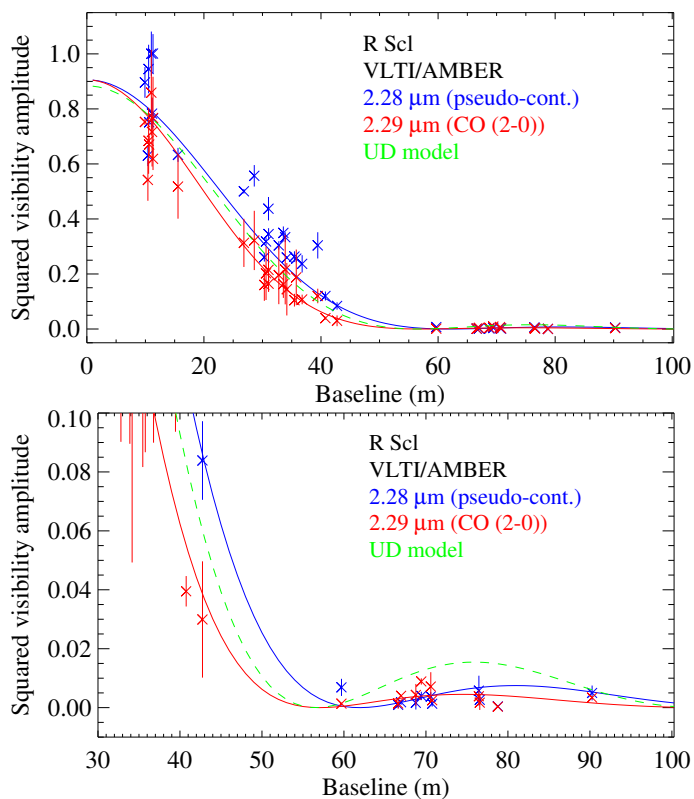 1.0
0.8
0.6
0.4
0.2
0.0
Squared visibility amplitude
R Scl
VLTI/AMBER
2.28 μm (pseudo-cont.)
2.29 μm (CO (2-0))
UD model
0 20 40 60 80 100
Baseline (m)
0.10
0.08
0.06
0.04
0.02
0.00
Squared visibility amplitude
R Scl
VLTI/AMBER
2.28 μm (pseudo-cont.)
2.29 μm (CO (2-0))
UD model
30 40 50 60 70 80 90 100
Baseline (m)